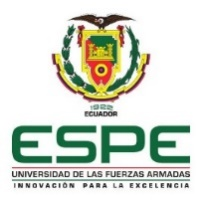 ECUADOR
ESPE
UNIVERSIDAD DE LAS FUERZAS ARMADAS
INNOVACIÓN PARA LA EXCELENCIA